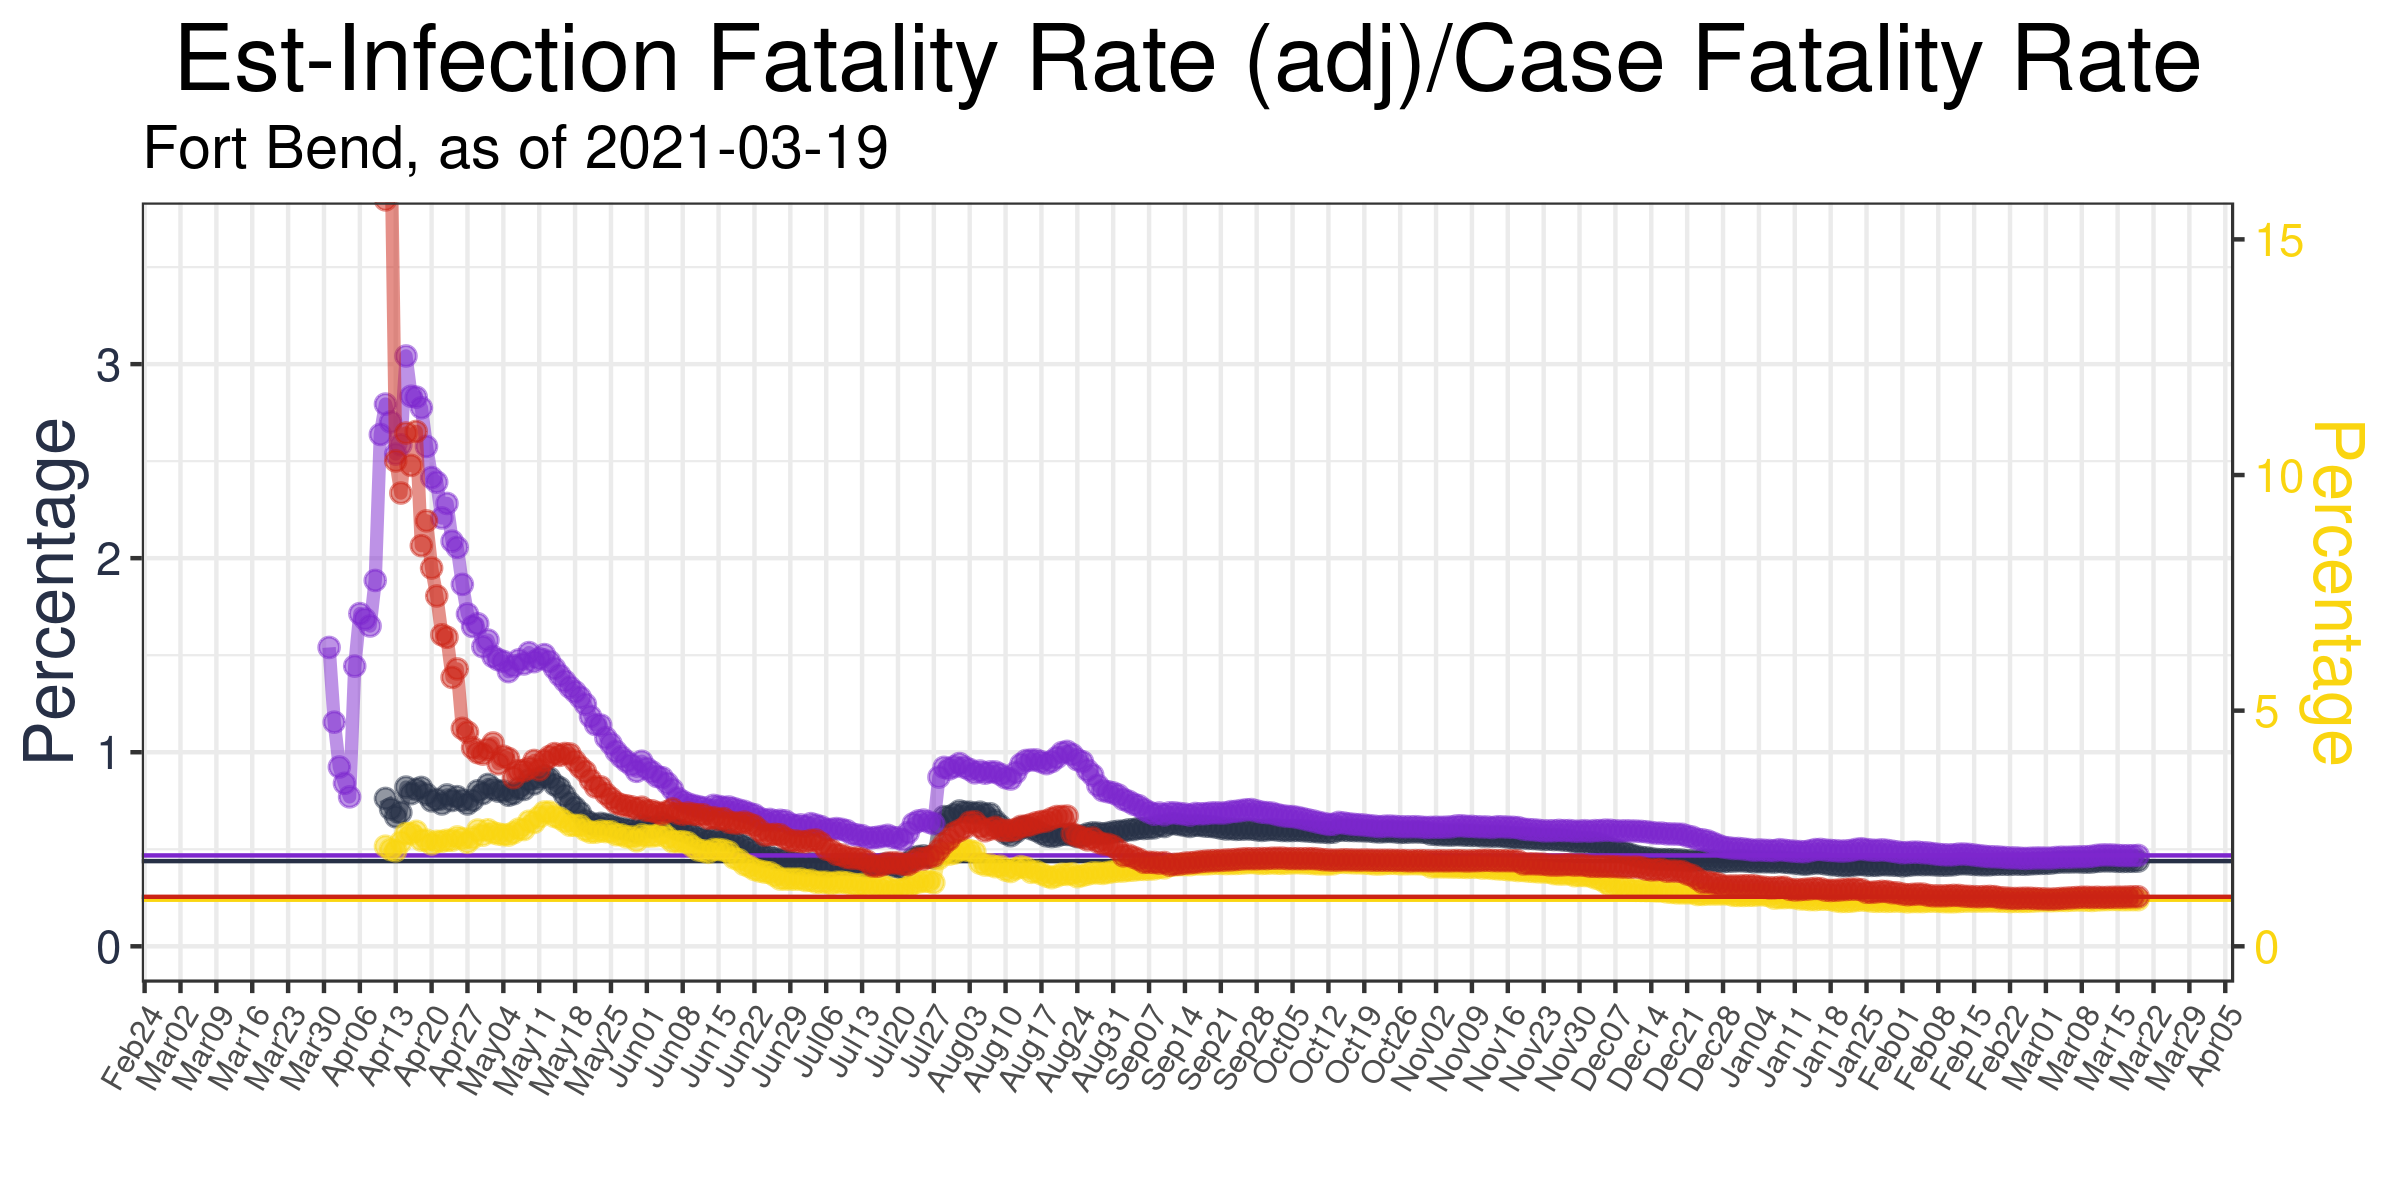 Est-Infection Fatality Rate (adj)/Case Fatality Rate
Fort Bend, as of 2021-03-19
Percentage
3
2
1
0
15
10
5
0
Percentage
Feb24
Mar02
Mar09
Mar16
Mar23
Mar30
Apr06
Apr13
Apr20
Apr27
May04
May11
May18
May25
Jun01
Jun08
Jun15
Jun22
Jun29
Jul06
Jul13
Jul20
Jul27
Aug03
Aug10
Aug17
Aug24
Aug31
Sep07
Sep14
Sep21
Sep28
Oct05
Oct12
Oct19
Oct26
Nov02
Nov09
Nov16
Nov23
Nov30
Dec07
Dec14
Dec21
Dec28
Jan04
Jan11
Jan18
Jan25
Feb01
Feb08
Feb15
Feb22
Mar01
Mar08
Mar15
Mar22
Mar29
Apr05